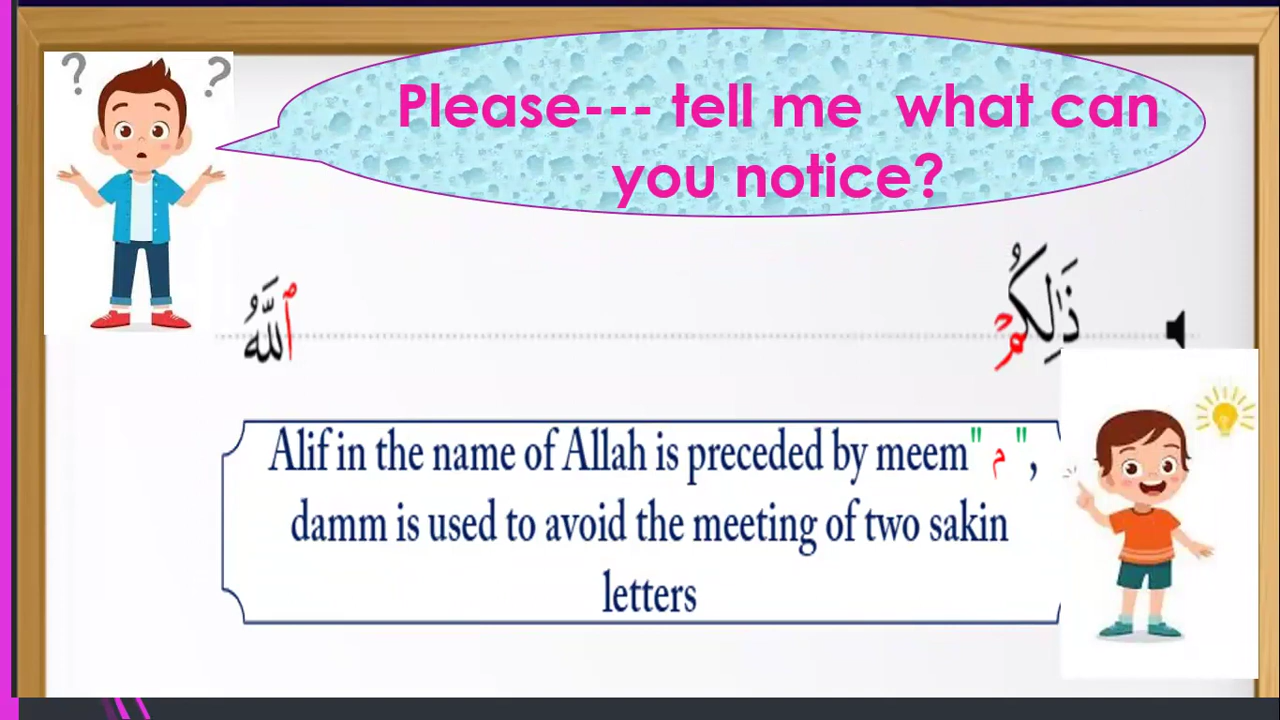 ? ?
Please--- tell me what can
you notice?
ذَٰلِكُمْ ٱللَّهُ
Alif in the name of Allah is preceded by meem" م ",
damm is used to avoid the meeting of two sakin
letters